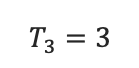 T₃ = 3